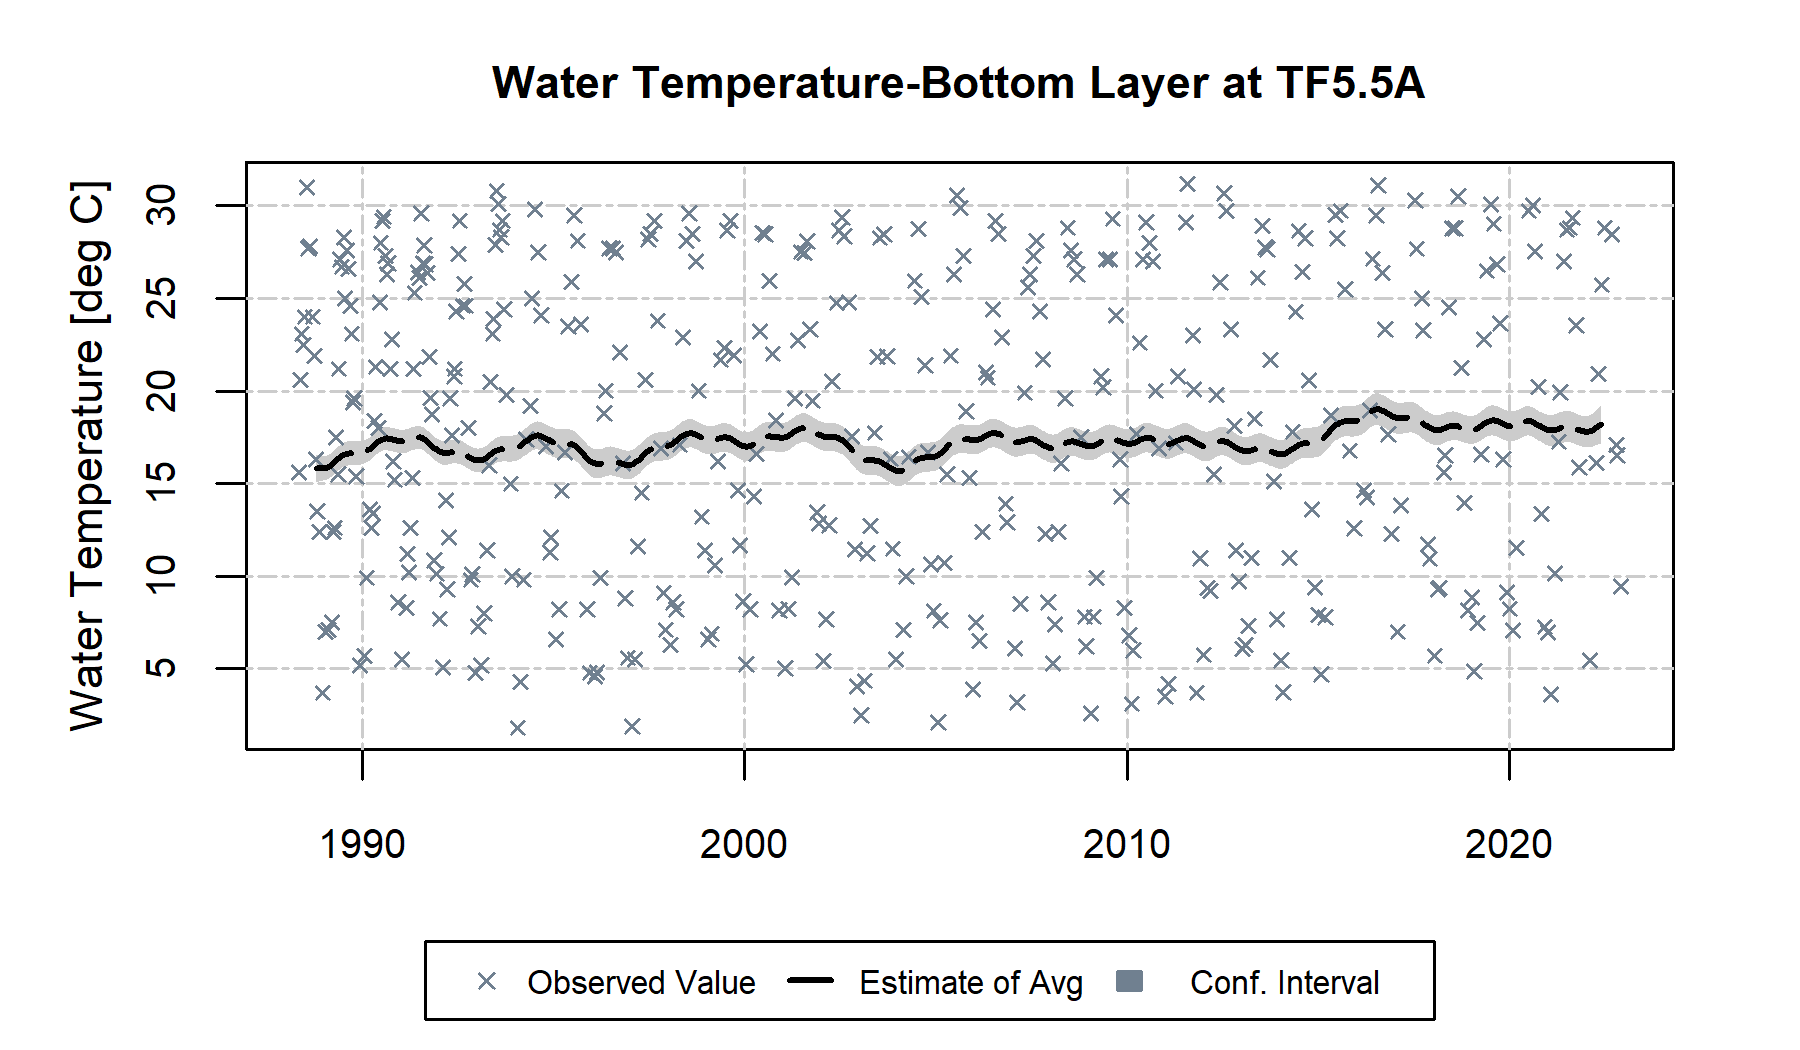 Water Temperature-Bottom Layer at TF5.5A
Water Temperature [deg C]
30
25
20
15
10
5
1990 2000 2010 2020
Observed Value Estimate of Avg Conf. Interval